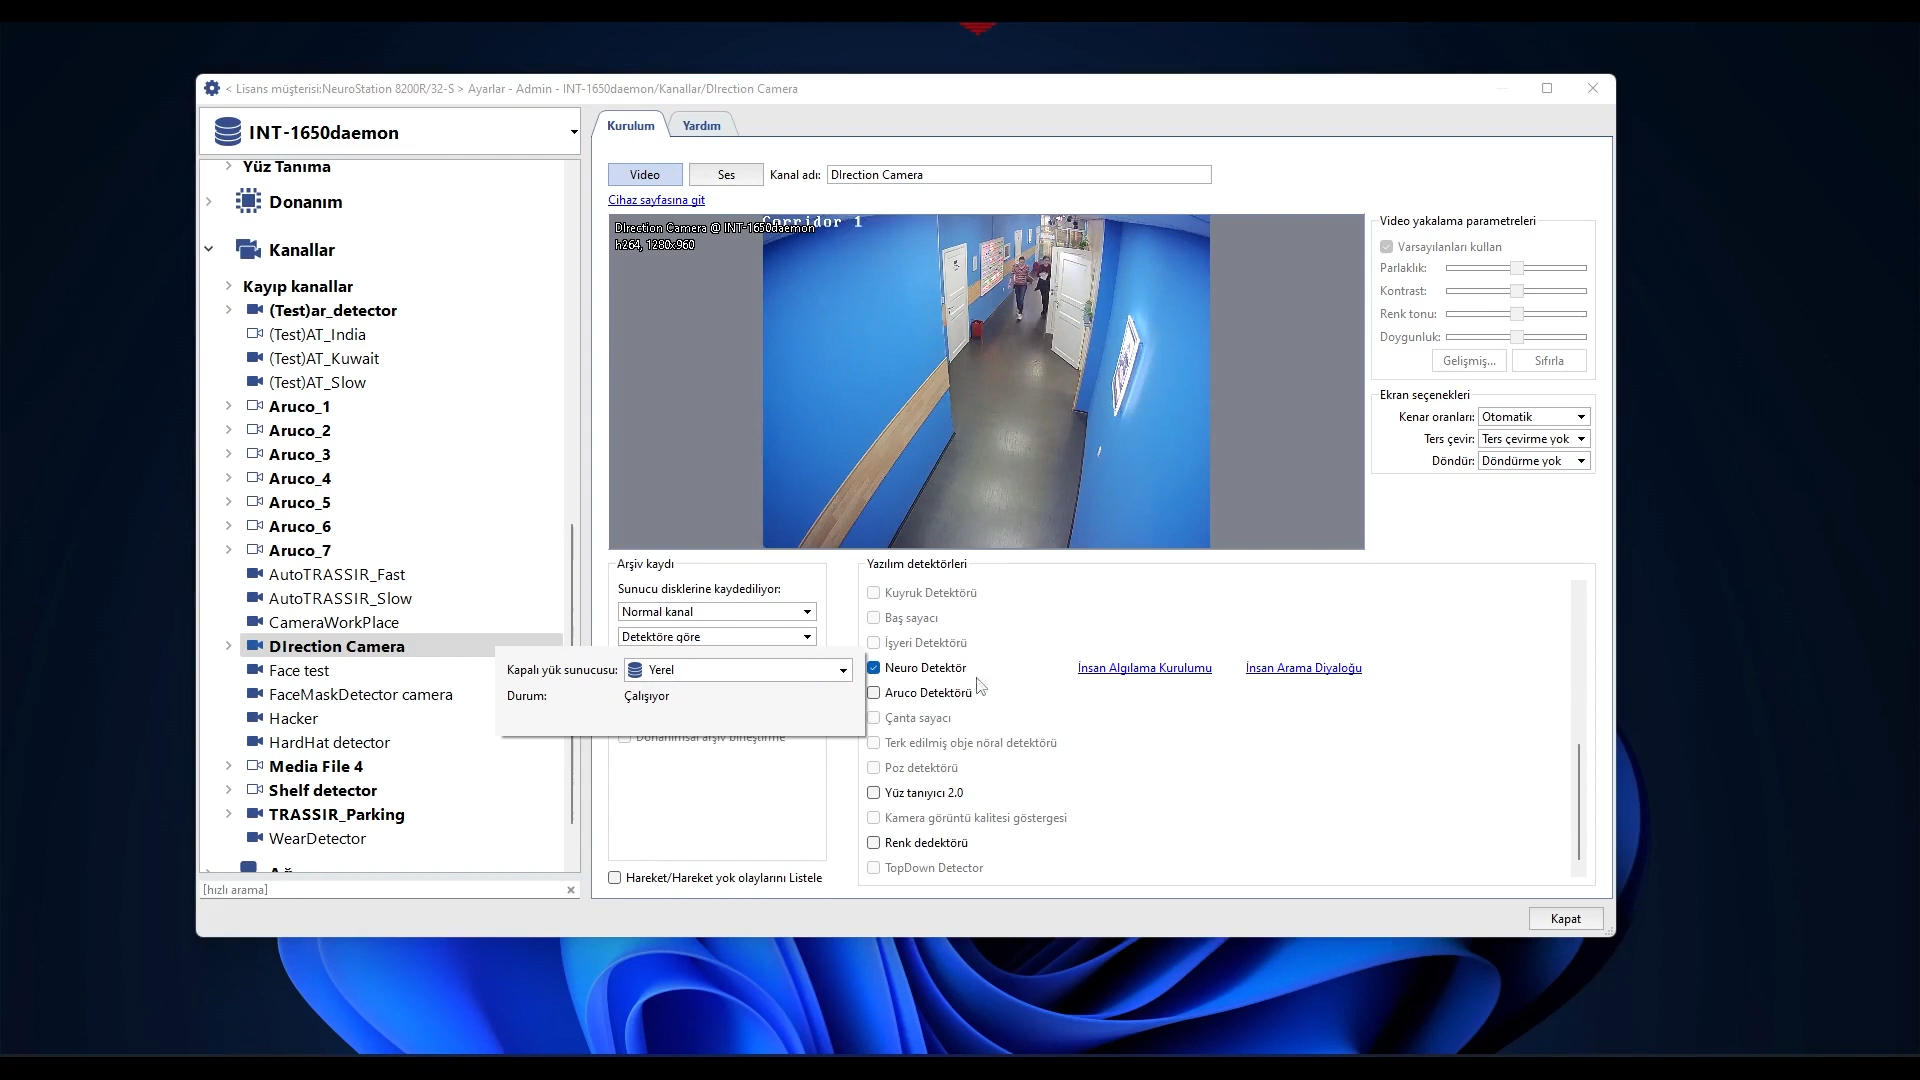 < Lisans müşterisi:NeuroStation 8200R/32-S > Ayarlar - Admin - INT-1650daemon/Kanallar/DIrection Camera
INT-1650daemon
Yüz Tanıma
Donanım
Kanallar
Kayıp kanallar
(Test)ar_detector
(Test)AT_India
(Test)AT_Kuwait
(Test)AT_Slow
Aruco_1
Aruco_2
Aruco_3
Aruco_4
Aruco_5
Aruco_6
Aruco_7
AutoTRASSIR_Fast
AutoTRASSIR_Slow
CameraWorkPlace
DIrection Camera
Face test
FaceMaskDetector camera
Hacker
HardHat detector
Media File 4
Shelf detector
TRASSIR_Parking
WearDetector
[hızlı arama]
Kurulum
Yardım
Video
Ses
Kanal adı:
DIrection Camera
Cihaz sayfasına git
Corridor 1
DIrection Camera @ INT-1650daemon
h264, 1280x960
Video yakalama parametreleri
Varsayılanları kullan
Parlaklık:
Kontrast:
Renk tonu:
Doygunluk:
Gelişmiş...
Sıfırla
Ekran seçenekleri
Kenar oranları:
Otomatik
Ters çevir:
Ters çevirme yok
Döndür:
Döndürme yok
Arşiv kaydı
Sunucu disklerine kaydediliyor:
Normal kanal
Detektöre göre
Kapalı yük sunucusu:
Yerel
Durum:
Çalışıyor
Donanımsal arşiv birleştirme
Hareket/Hareket yok olaylarını Listele
Yazılım detektörleri
Kuyruk Detektörü
Baş sayacı
İşyeri Detektörü
Neuro Detektör
İnsan Algılama Kurulumu
İnsan Arama Diyaloğu
Aruco Detektörü
Çanta sayacı
Terk edilmiş obje nöral detektörü
Poz detektörü
Yüz tanıyıcı 2.0
Kamera görüntü kalitesi göstergesi
Renk dedektörü
TopDown Detector
Kapat